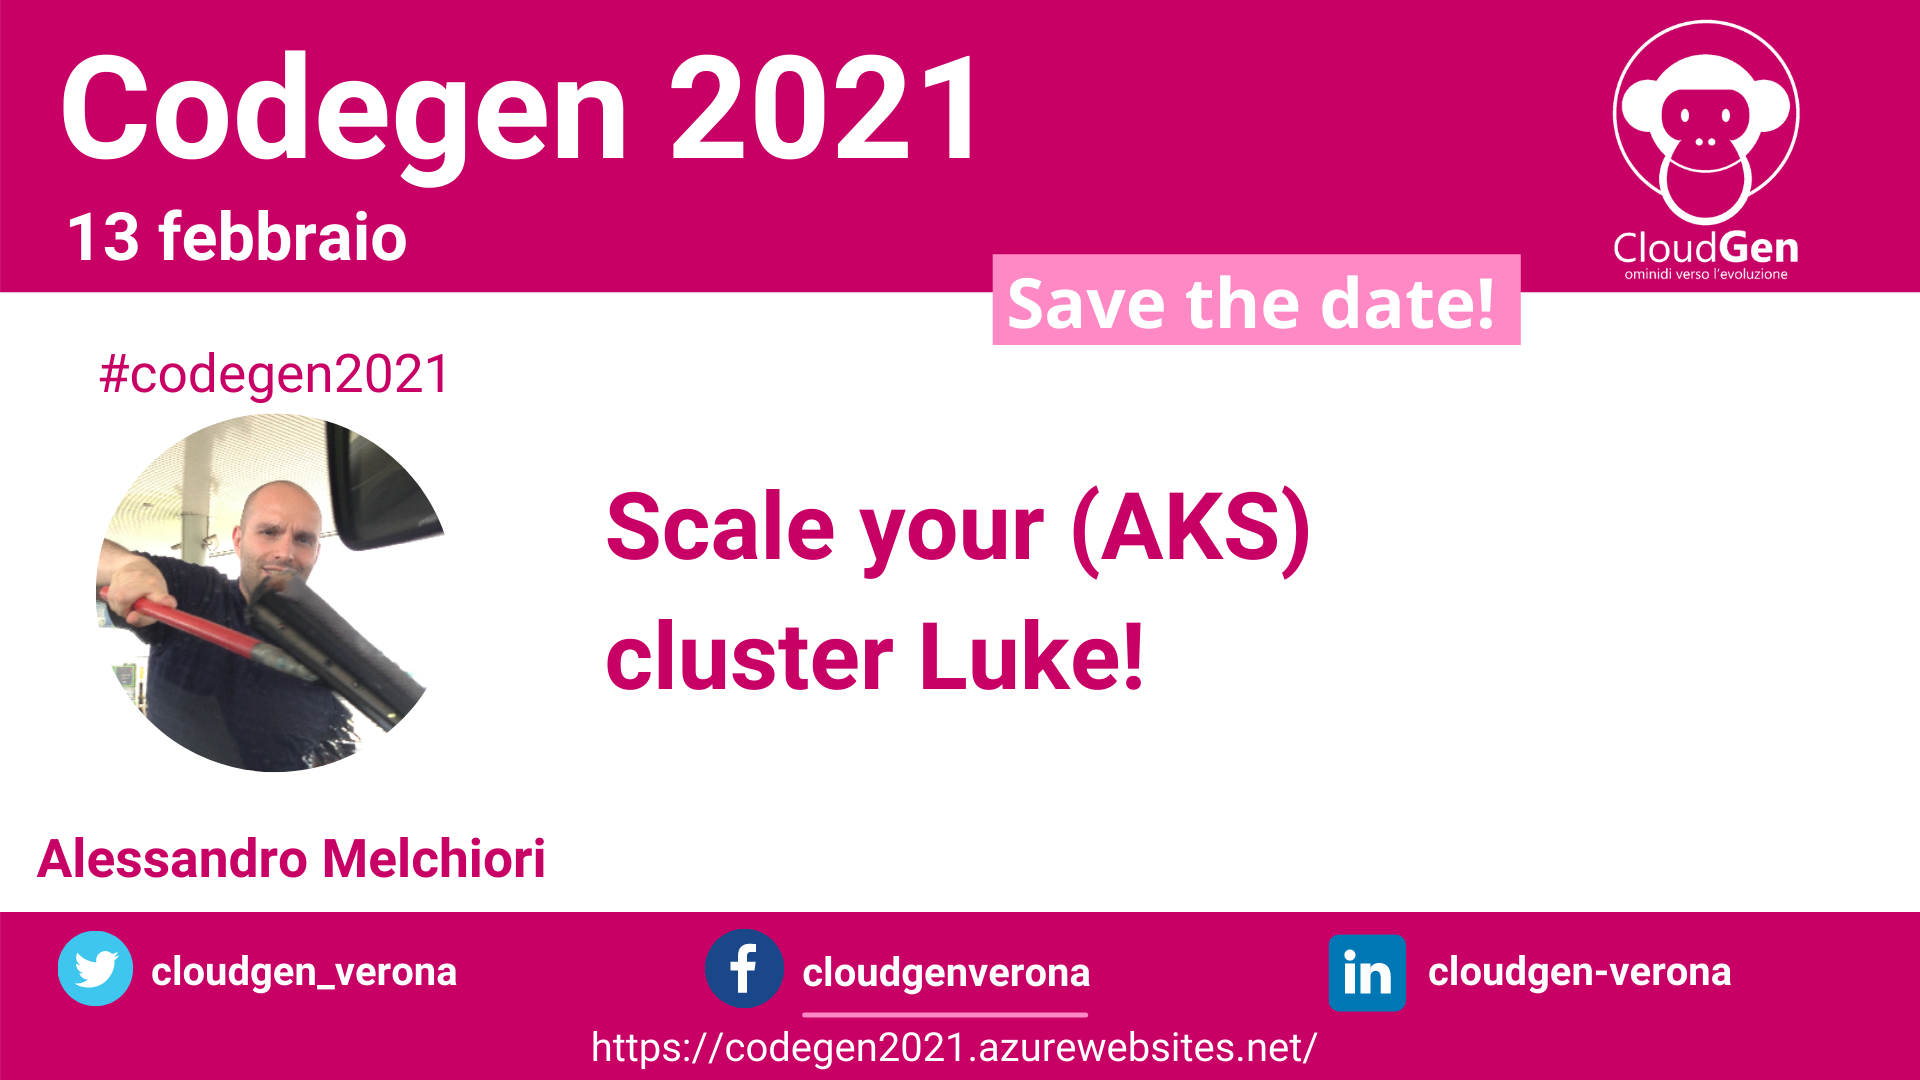 Codegen 2021
13 febbraio
CloudGen
ominidi verso l'evoluzione
Save the date!
#codegen2021
Scale your (AKS)
cluster Luke!
Alessandro Melchiori
cloudgen_verona
cloudgenverona
cloudgen-verona
https://codegen2021.azurewebsites.net/